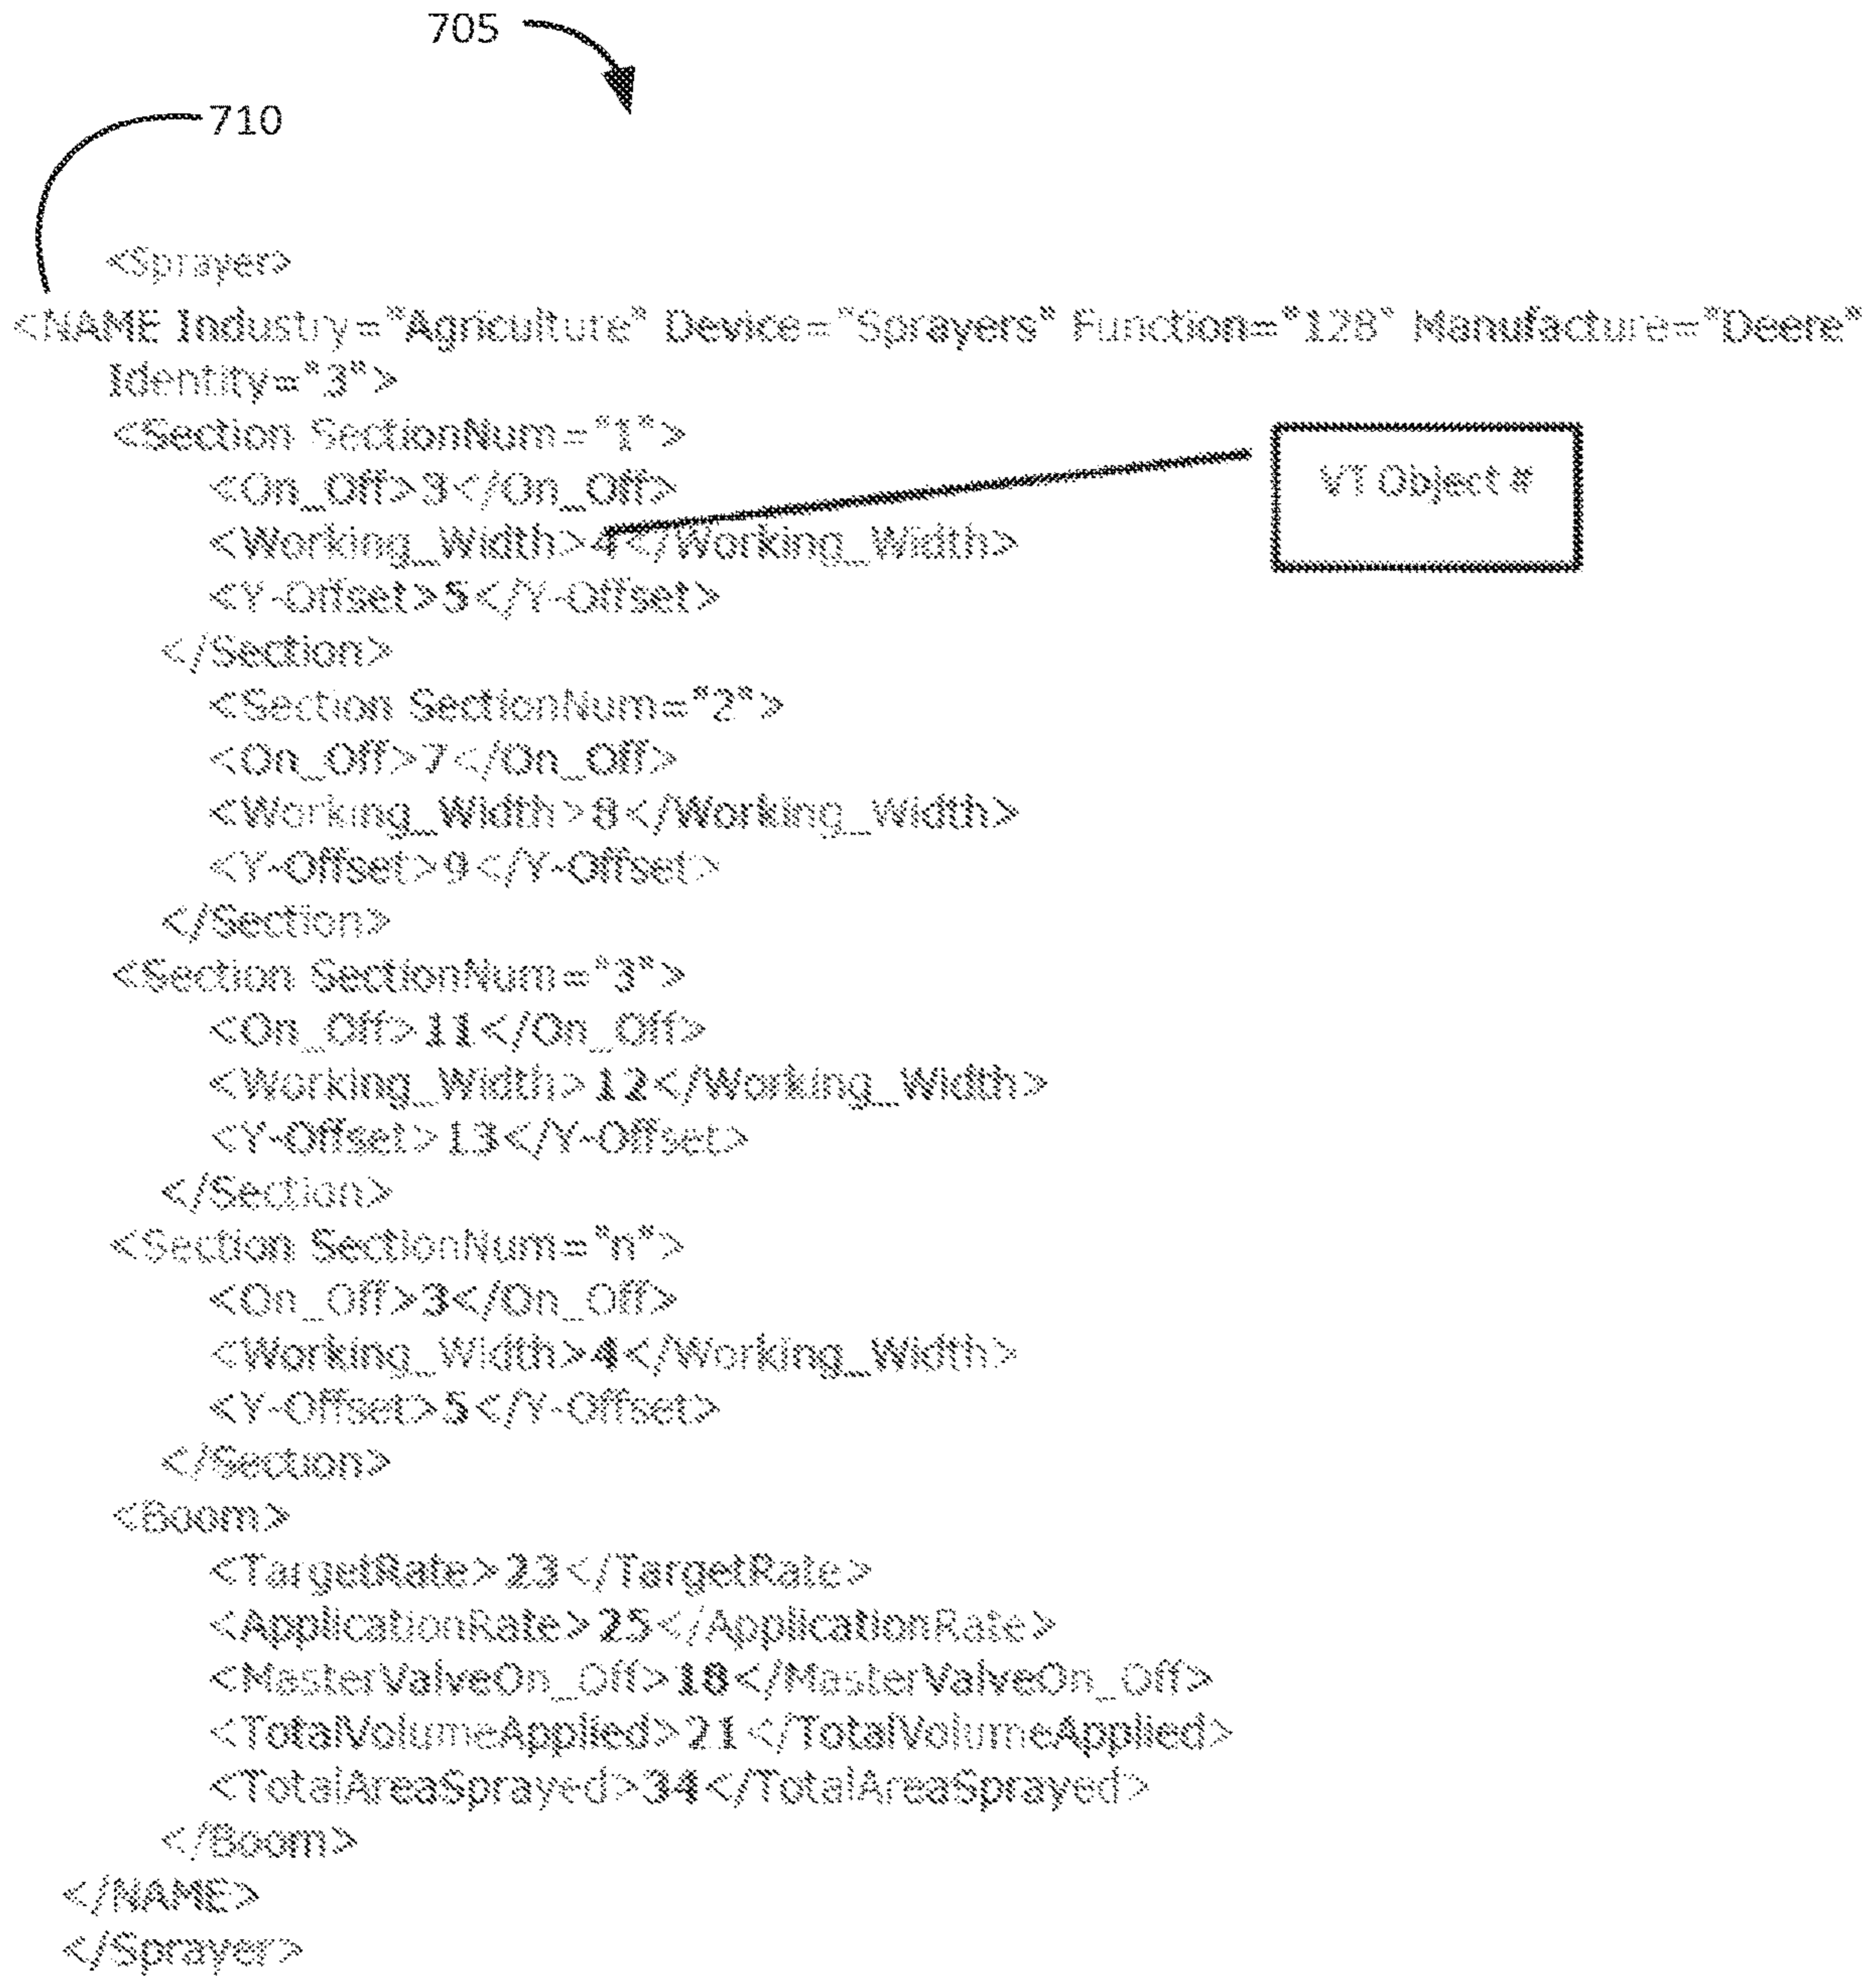 705
710
<Sprayer>
<NAME Industry="Agriculture" Device="Sprayers" Function="128" Manufacture="Deere"
Identity="3">
<Section SectionNum="1">
<On_Off>3</On_Off>
<Working_Width>4</Working_Width>
VT Object #
<Y-Offset>5</Y-Offset>
</Section>
<Section SectionNum="2">
<On_Off>7</On_Off>
<Working_Width>8</Working_Width>
<Y-Offset>9</Y-Offset>
</Section>
<Section SectionNum="3">
<On_Off>11</On_Off>
<Working_Width>12</Working_Width>
<Y-Offset>13</Y-Offset>
</Section>
<Section SectionNum="n">
<On_Off>3</On_Off>
<Working_Width>4</Working_Width>
<Y-Offset>5</Y-Offset>
</Section>
<Boom>
<TargetRate>23</TargetRate>
<ApplicationRate>25</ApplicationRate>
<MasterValveOn_Off>18</MasterValveOn_Off>
<TotalVolumeApplied>21</TotalVolumeApplied>
<TotalAreaSprayed>34</TotalAreaSprayed>
</Boom>
</NAME>
</Sprayer>